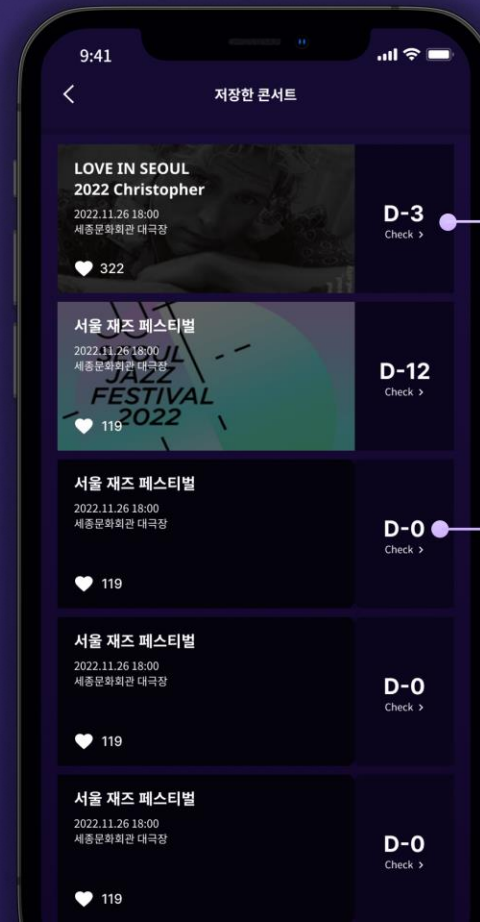 9:41
저장한 콘서트
LOVE IN SEOUL
2022 Christopher
2022.11.26 18:00
세종문화회관 대극장
322
D-3
Check >
서울 재즈 페스티벌
2022.11.26 18:00
세종문화회관 대극장
SEOUL
JAZZ
FESTIVAL
2022
119
D-12
Check >
서울 재즈 페스티벌
2022.11.26 18:00
세종문화회관 대극장
119
D-0
Check >
서울 재즈 페스티벌
2022.11.26 18:00
세종문화회관 대극장
119
D-0
Check >
서울 재즈 페스티벌
2022.11.26 18:00
세종문화회관 대극장
119
D-0
Check >